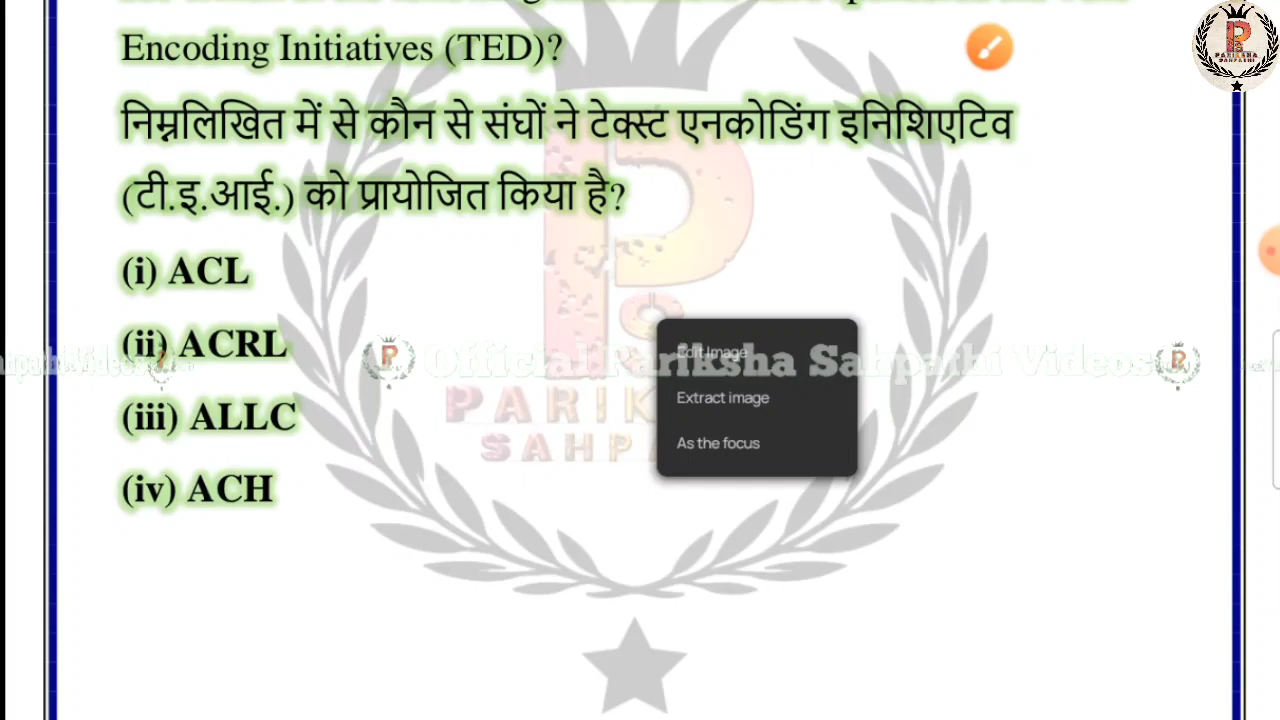 Encoding Initiatives (TED)?
निम्नलिखित में से कौन से संघों ने टेक्स्ट एनकोडिंग इनिशिएटिव
(टी.इ.आई.) को प्रायोजित किया है?
(i) ACL
(ii) ACRL
(iii) ALLC
(iv) ACH
Edit Image
Extract image
As the focus
Official Pariksha Sahpathi Videos
PARIKSHA
SAHPATHI